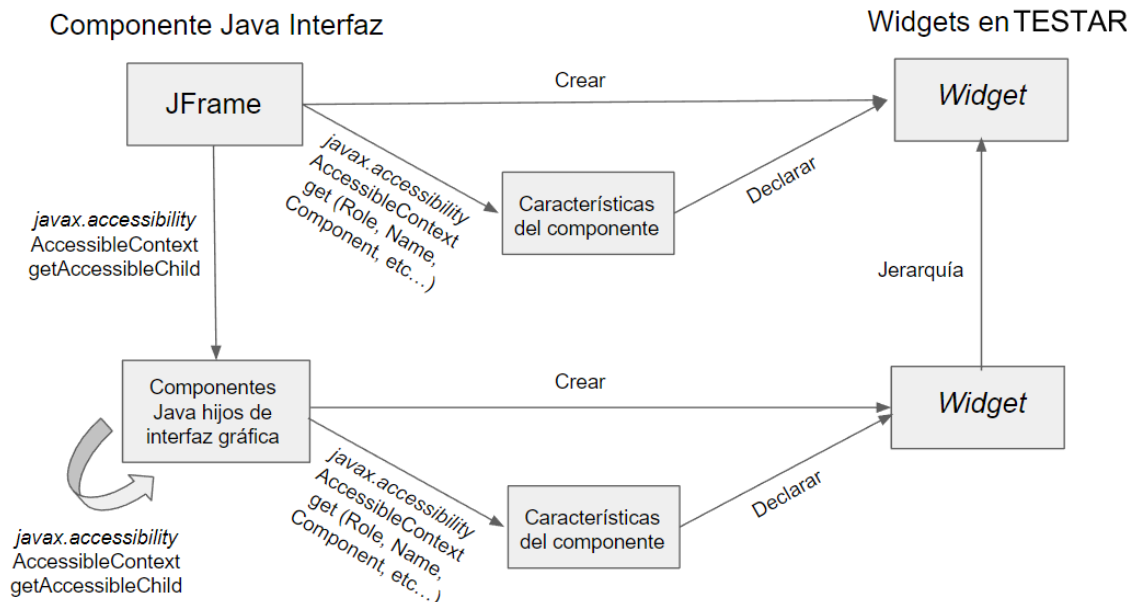 Componente Java Interfaz
Widgets en TESTAR
JFrame
Crear
Widget
javax.accessibility
AccessibleContext
get (Role, Name,
Component, etc...)
Declarar
Características
del componente
javax.accessibility
AccessibleContext
getAccessibleChild
Jerarquía
Componentes
Java hijos de
interfaz gráfica
Crear
Widget
javax.accessibility
AccessibleContext
get (Role, Name,
Component, etc...)
Declarar
Características
del componente
javax.accessibility
AccessibleContext
getAccessibleChild